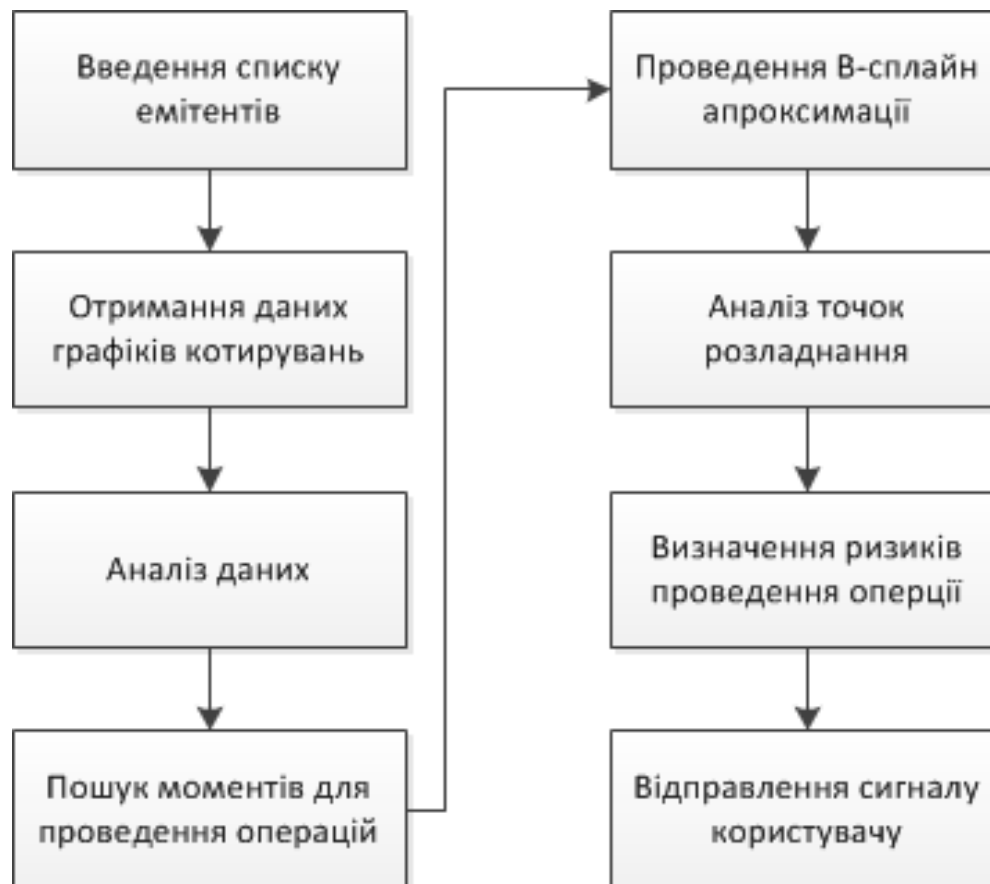 Введення списку
емітентів
Отримання даних
графіків котирувань
Аналіз даних
Пошук моментів для
проведення операцій
Проведення В-сплайн
апроксимації
Аналіз точок
розладнання
Визначення ризиків
проведення оперції
Відправлення сигналу
користувачу